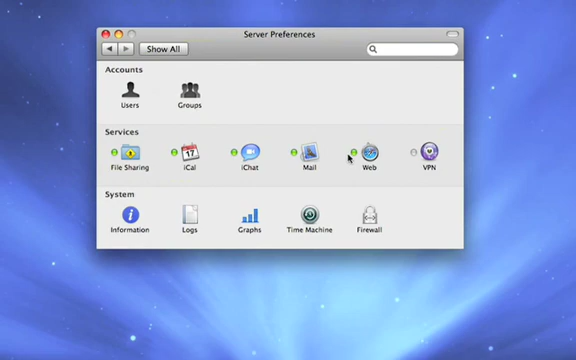 Server Preferences
Show All
Accounts
Users Groups
Services
17
File Sharing iCal iChat Mail Web VPN
System
Information Logs Graphs Time Machine Firewall